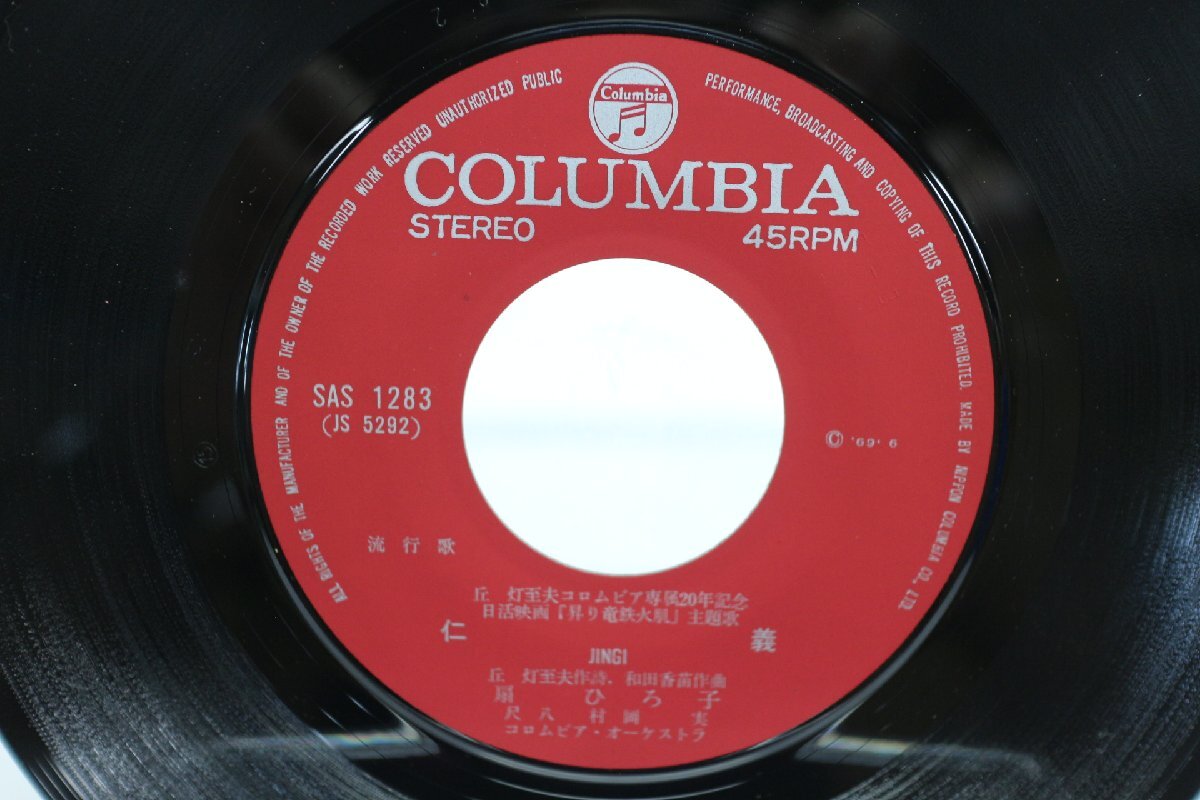 Columbia
COLUMBIA
STEREO 45RPM
SAS 1283
(JS 5292)
Ⓒ '69・6
流行歌
丘 灯至夫コロムビア専属20年記念
日活映画『昇り竜鉄火肌』主題歌
仁義
JINGI
丘 灯至夫作詩、和田香苗作曲
扇 ひろ子
尺八 村岡 実
コロムビア・オーケストラ
ALL RIGHTS OF THE MANUFACTURER AND OF THE OWNER OF THE RECORDED WORK RESERVED UNAUTHORIZED PUBLIC PERFORMANCE, BROADCASTING AND COPYING OF THIS RECORD PROHIBITED. MADE BY NIPPON COLUMBIA CO., LTD.